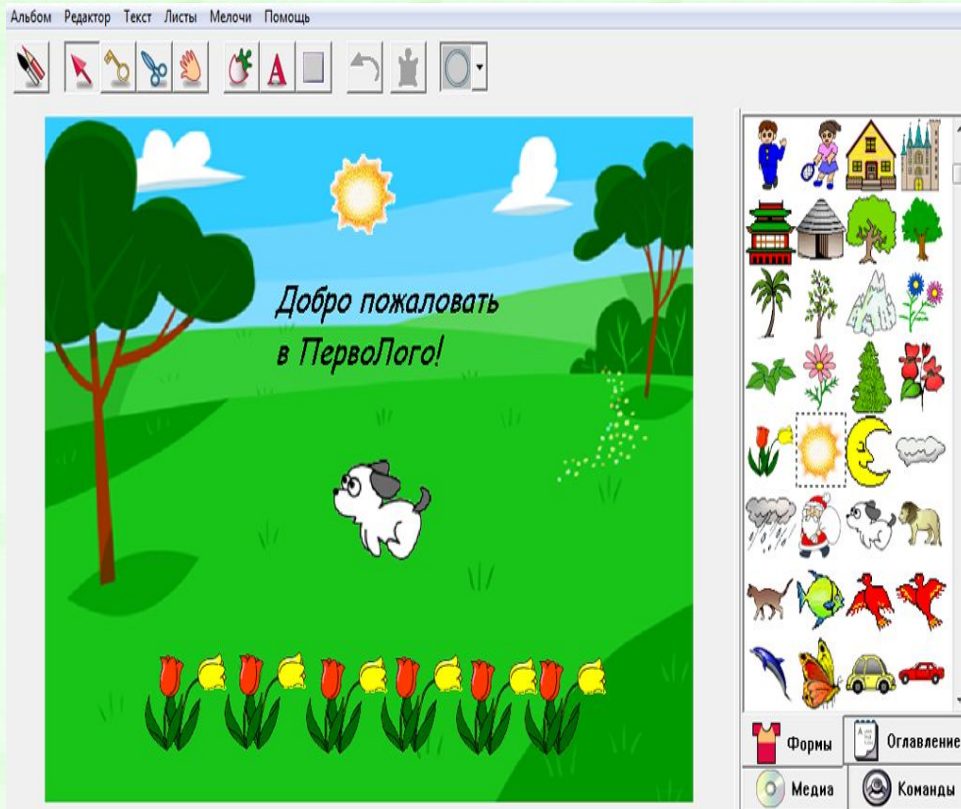 Альбом Редактор Текст Листы Мелочи Помощь
A
Добро пожаловать
в ПервоЛого!
Формы Оглавление
Медиа Команды